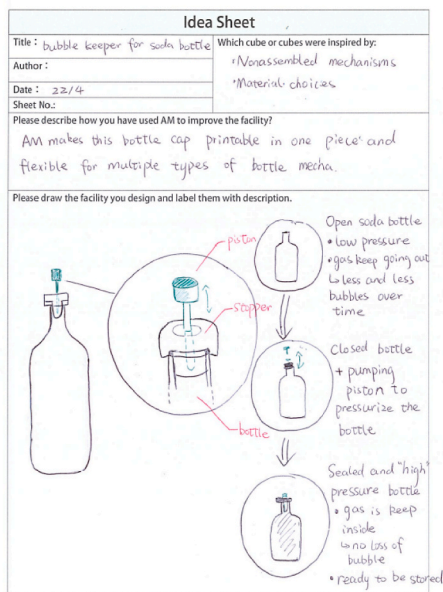 Idea Sheet
Title: bubble keeper for soda bottle
Which cube or cubes were inspired by:
• Nonassembled mechanisms
• Material choices
Author:
Date: 22/4
Sheet No.:
Please describe how you have used AM to improve the facility?
AM makes this bottle cap printable in one piece and
flexible for multiple types of bottle mecha.
Please draw the facility you design and label them with description.
piston
stopper
bottle
Open soda bottle
• low pressure
• gas keep going out
↳ less and less
bubbles over
time
Closed bottle
+ pumping
piston to
pressurize the
bottle
Sealed and "high"
pressure bottle
• gas is keep
inside
↳ no loss of
bubble
• ready to be stored